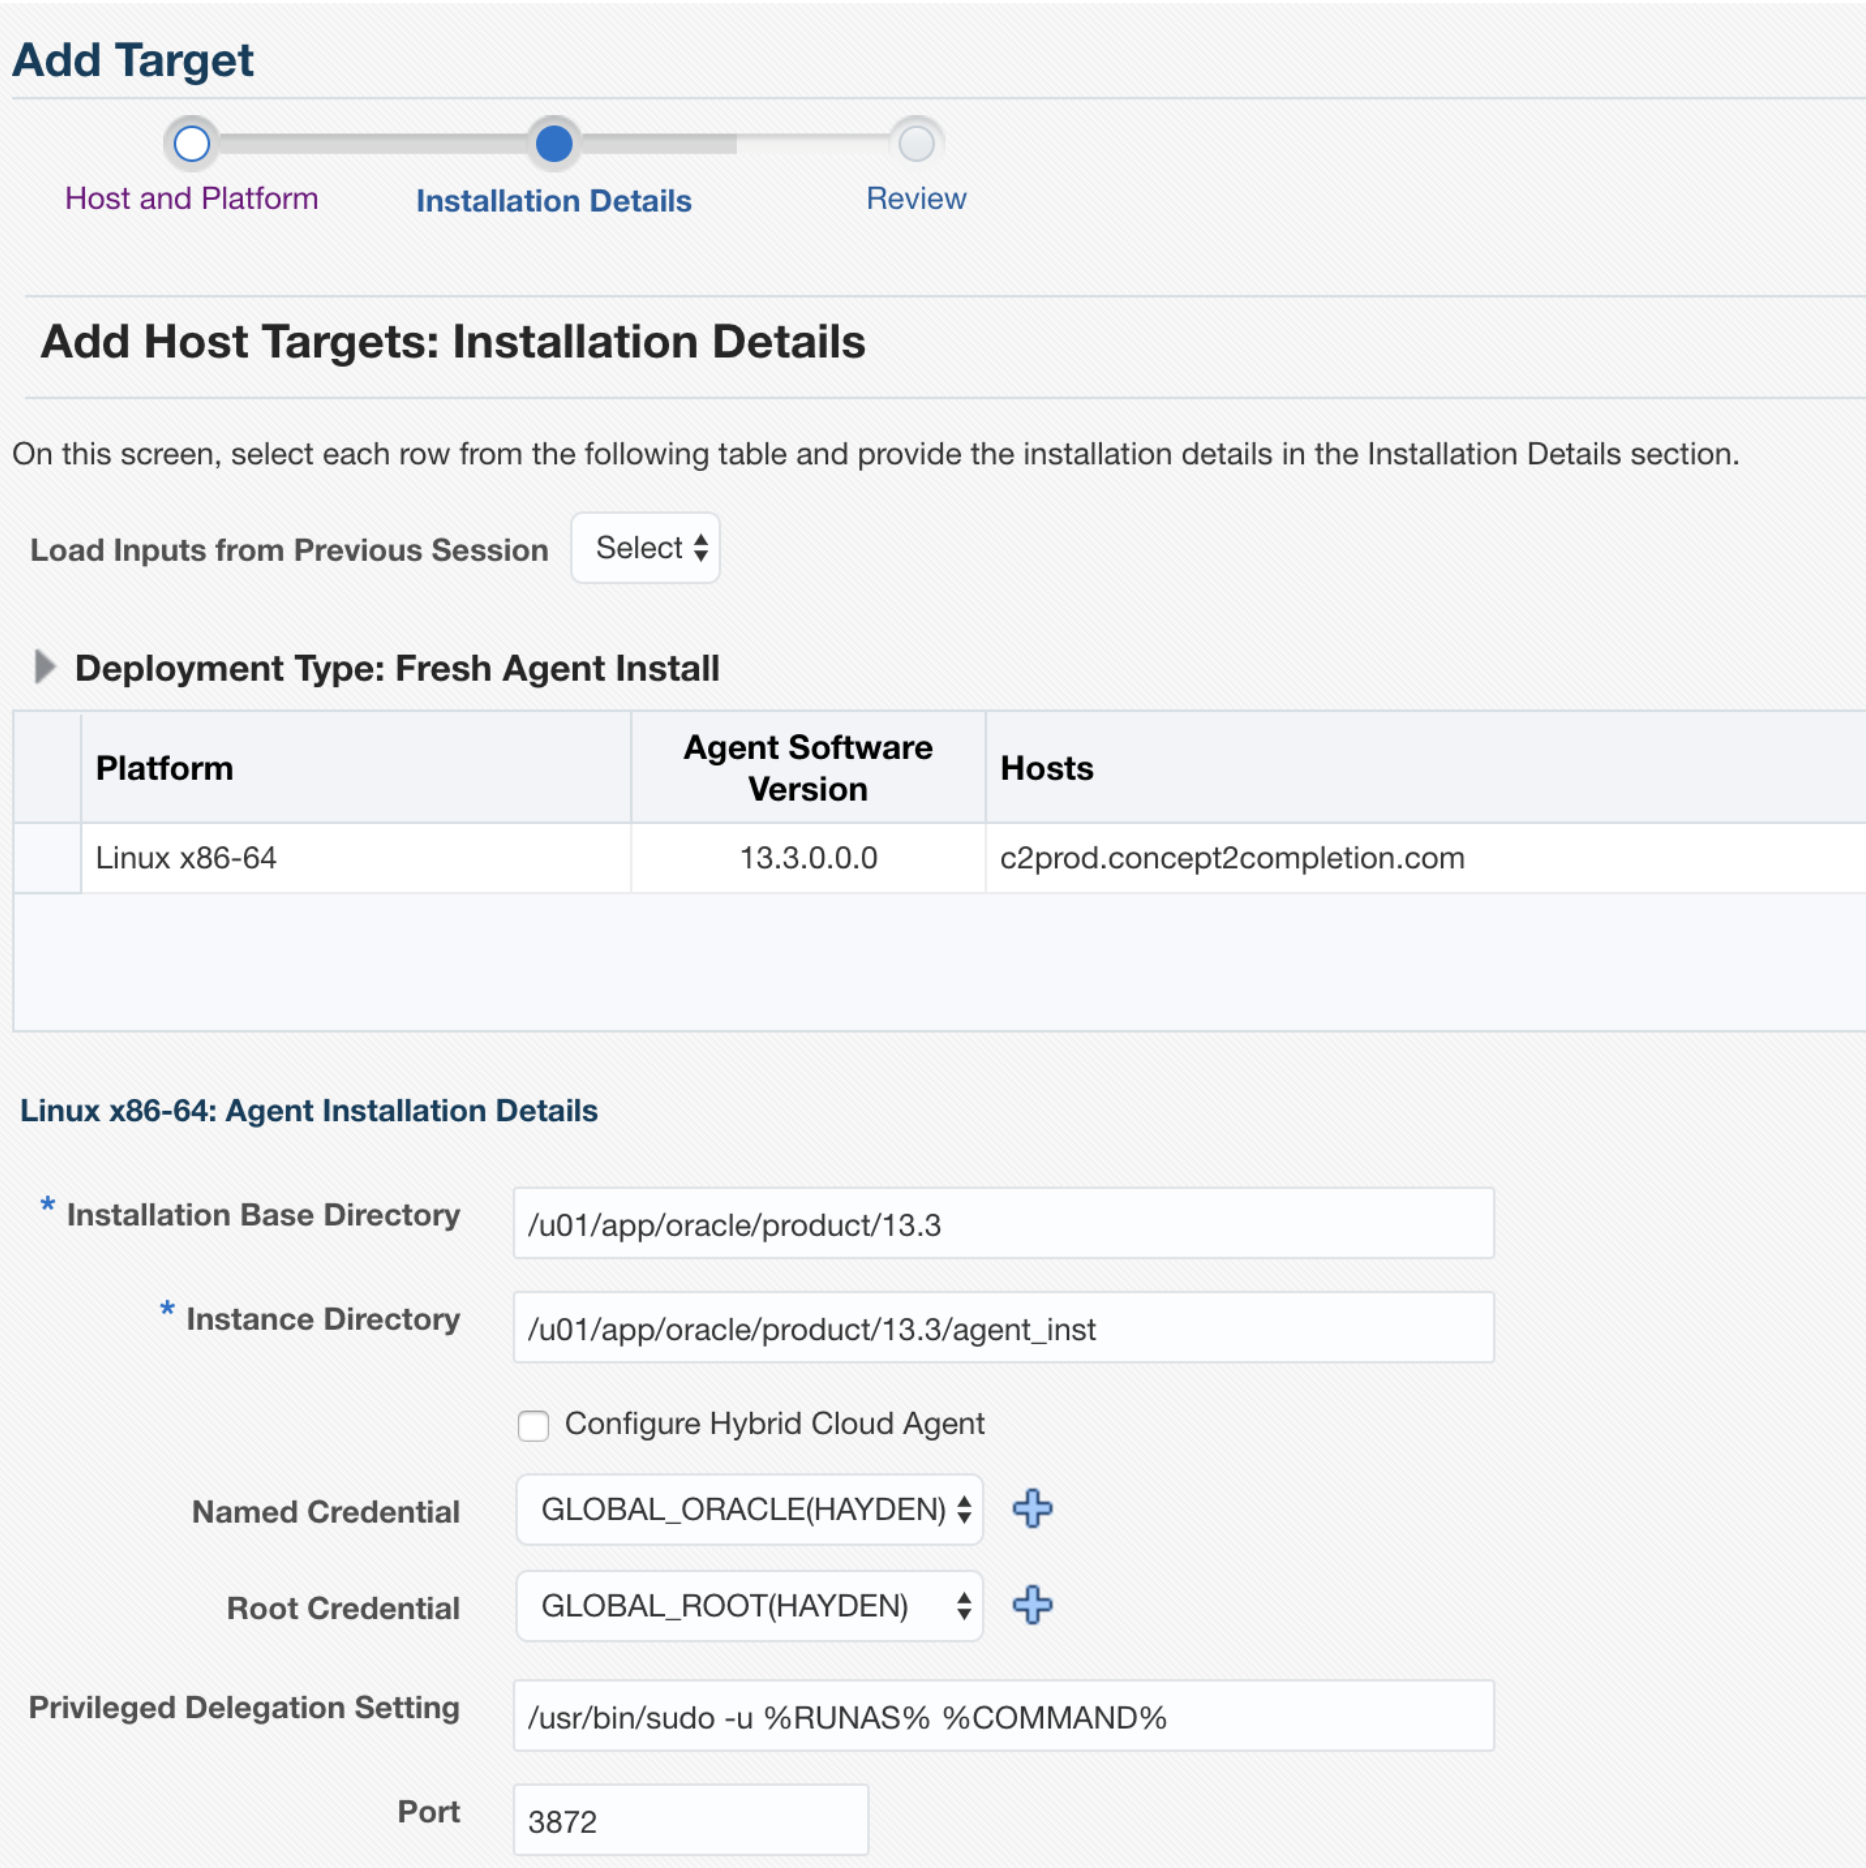 Add Target
Host and Platform
Installation Details
Review
Add Host Targets: Installation Details
On this screen, select each row from the following table and provide the installation details in the Installation Details section.
Load Inputs from Previous Session Select
Deployment Type: Fresh Agent Install
Platform Agent Software Version Hosts
Linux x86-64 13.3.0.0.0 c2prod.concept2completion.com
Linux x86-64: Agent Installation Details
* Installation Base Directory /u01/app/oracle/product/13.3
* Instance Directory /u01/app/oracle/product/13.3/agent_inst
Configure Hybrid Cloud Agent
Named Credential GLOBAL_ORACLE(HAYDEN)
Root Credential GLOBAL_ROOT(HAYDEN)
Privileged Delegation Setting /usr/bin/sudo -u %RUNAS% %COMMAND%
Port 3872